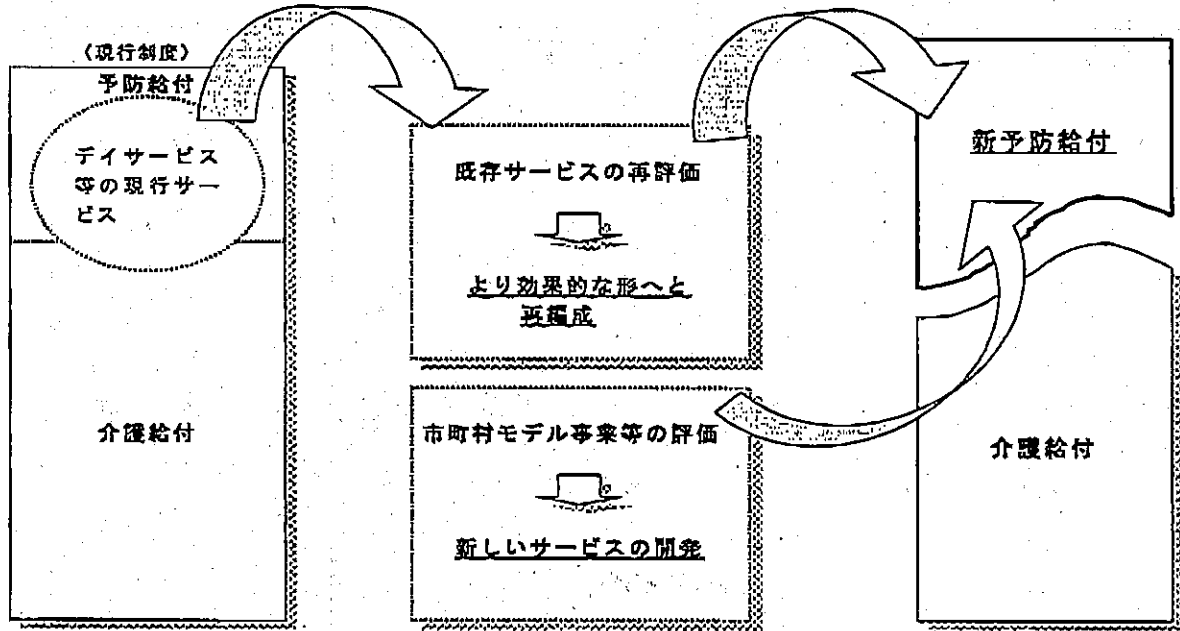 (現行制度)
予防給付
デイサービス
等の現行サー
ビス
介護給付
既存サービスの再評価
より効果的な形へと
再編成
市町村モデル事業等の評価
新しいサービスの開発
新予防給付
介護給付